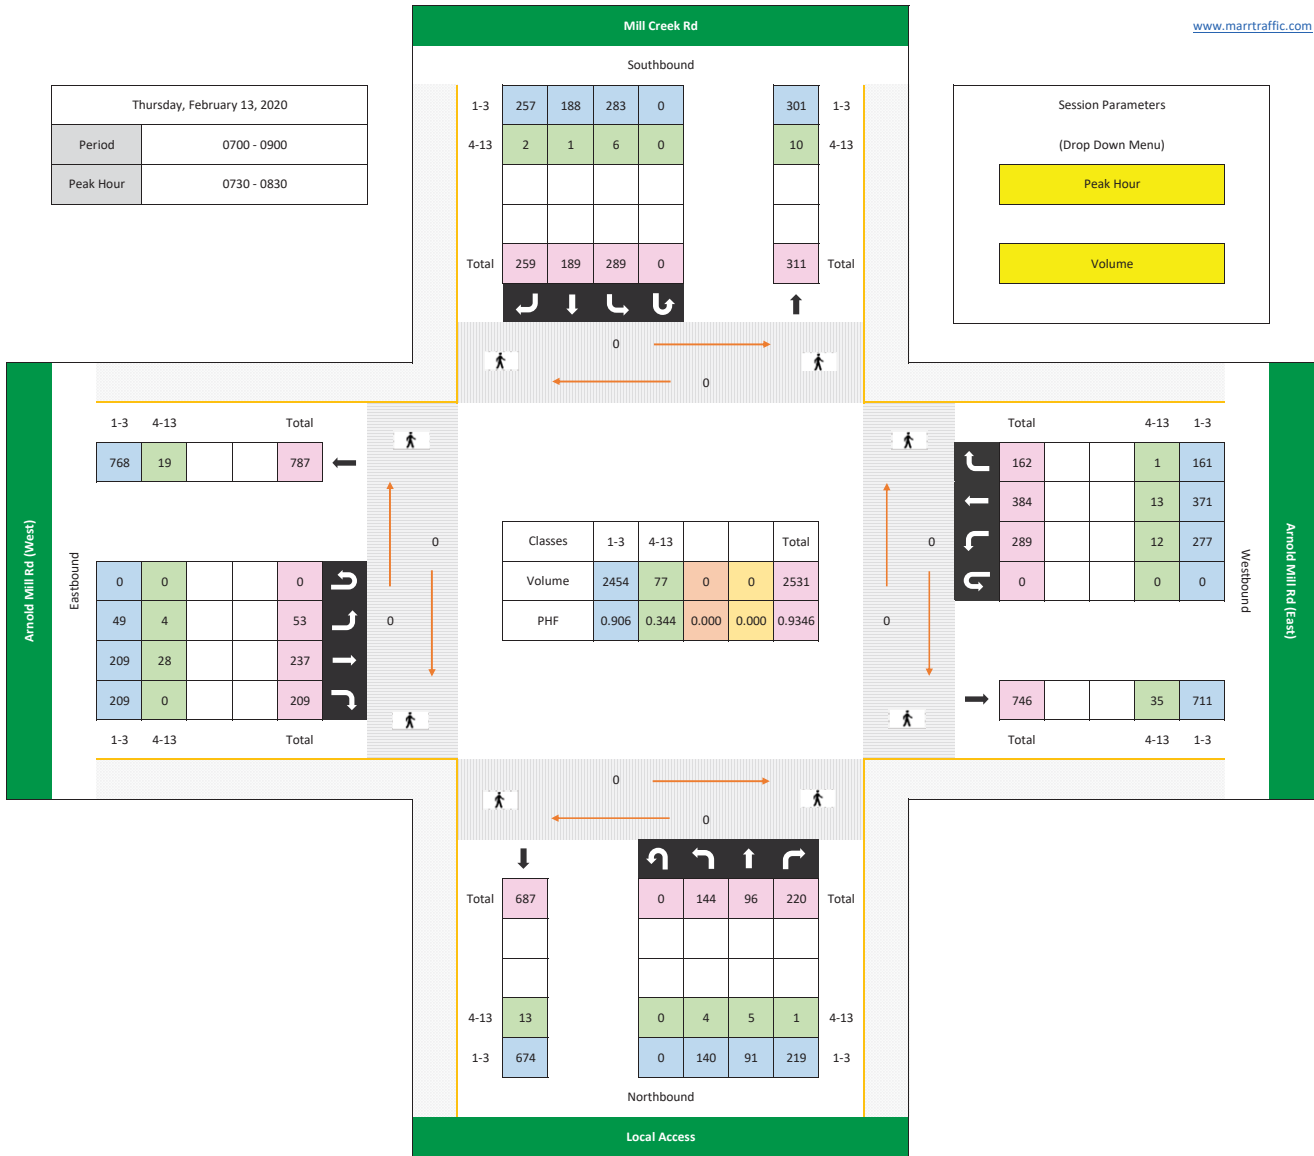 Mill Creek Rd
www.marrtraffic.com
Southbound
Thursday, February 13, 2020
Period 0700 - 0900
Peak Hour 0730 - 0830
1-3 257 188 283 0 301 1-3
4-13 2 1 6 0 10 4-13
Total 259 189 289 0 311 Total
Session Parameters
(Drop Down Menu)
Peak Hour
Volume
0
0
Arnold Mill Rd (West)
Eastbound
1-3 4-13 Total
768 19 787
0 0 0
49 4 53
209 28 237
209 0 209
1-3 4-13 Total
0
0
Classes 1-3 4-13 Total
Volume 2454 77 0 0 2531
PHF 0.906 0.344 0.000 0.000 0.9346
0
0
Total 4-13 1-3
162 1 161
384 13 371
289 12 277
0 0 0
746 35 711
Total 4-13 1-3
Westbound
Arnold Mill Rd (East)
0
0
Total 687 0 144 96 220 Total
4-13 13 0 4 5 1 4-13
1-3 674 0 140 91 219 1-3
Northbound
Local Access